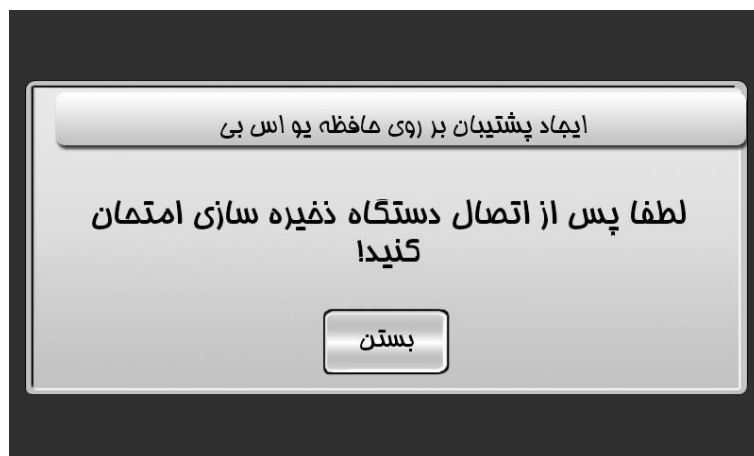 ایجاد پشتیبان بر روی حافظه یو اس بی
لطفا پس از اتصال دستگاه ذخیره سازی امتحان
کنید!
بستن